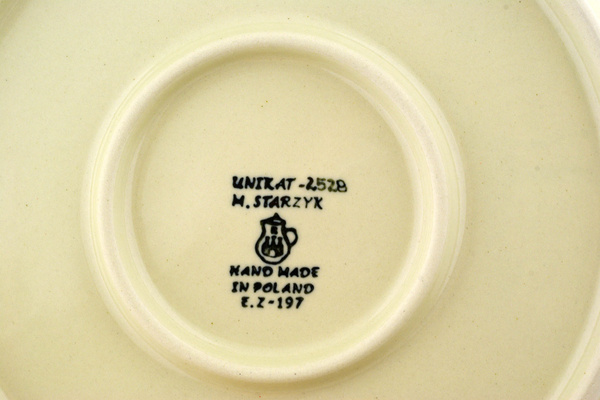 UNIKAT-2528
M. STARZYK
HAND MADE
IN POLAND
E.Z-197